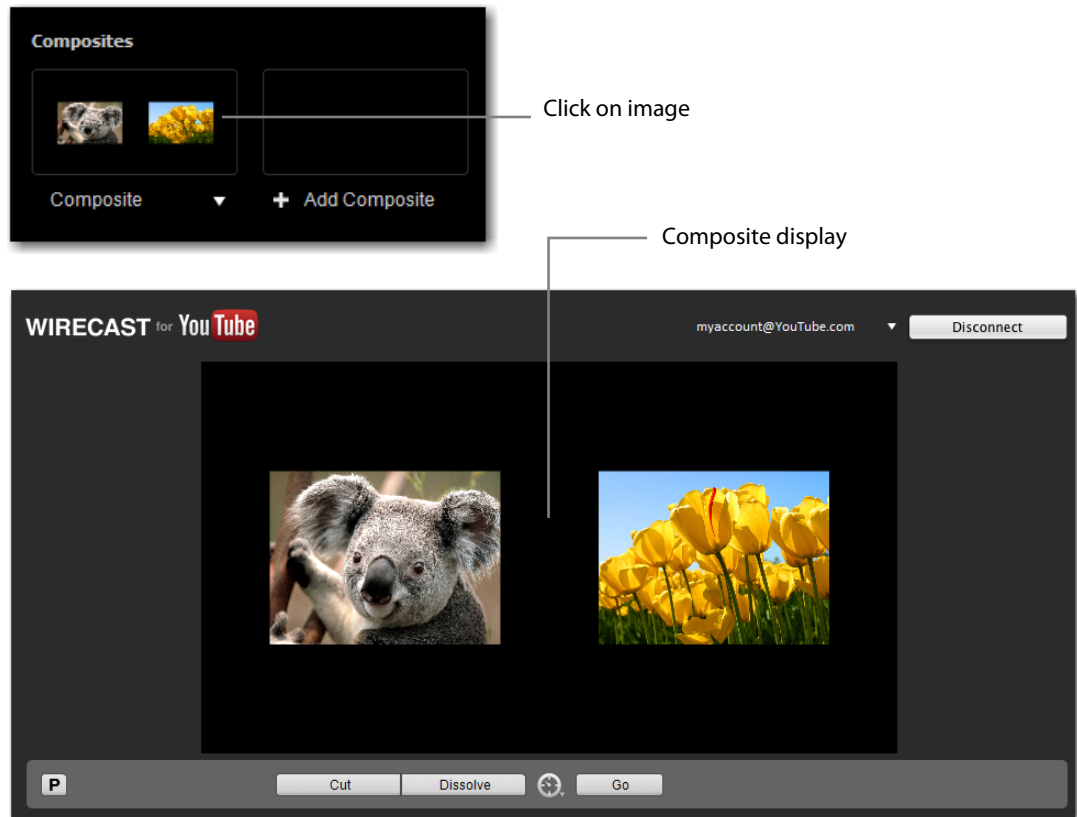 Composites
Click on image
Composite
+ Add Composite
Composite display
WIRECAST for YouTube
myaccount@YouTube.com
Disconnect
P
Cut
Dissolve
Go